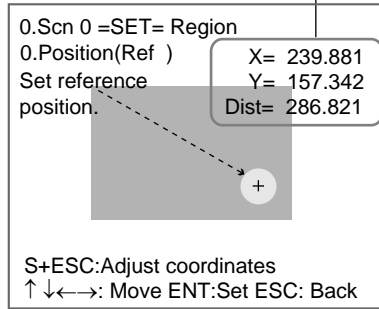 0.Scn 0 =SET= Region
0.Position(Ref )
X= 239.881
Set reference
Y= 157.342
position.
Dist= 286.821
+
S+ESC:Adjust coordinates
↑ ↓←→: Move ENT:Set ESC: Back